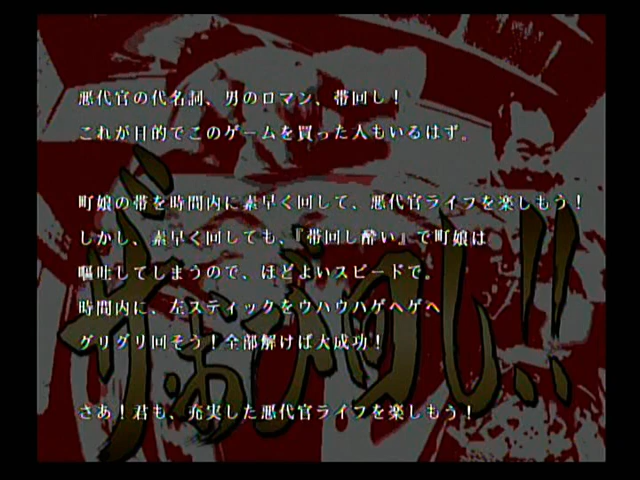 悪代官の代名詞、男のロマン、帯回し！
これが目的でこのゲームを買った人もいるはず。
町娘の帯を時間内に素早く回して、悪代官ライフを楽しもう！
しかし、素早く回しても、『帯回し酔い』で町娘は
嘔吐してしまうので、ほどよいスピードで。
時間内に、左スティックをウハウハゲヘゲヘ
グリグリ回そう！全部解けば大成功！
さあ！君も、充実した悪代官ライフを楽しもう！
ザ・おび回し!!